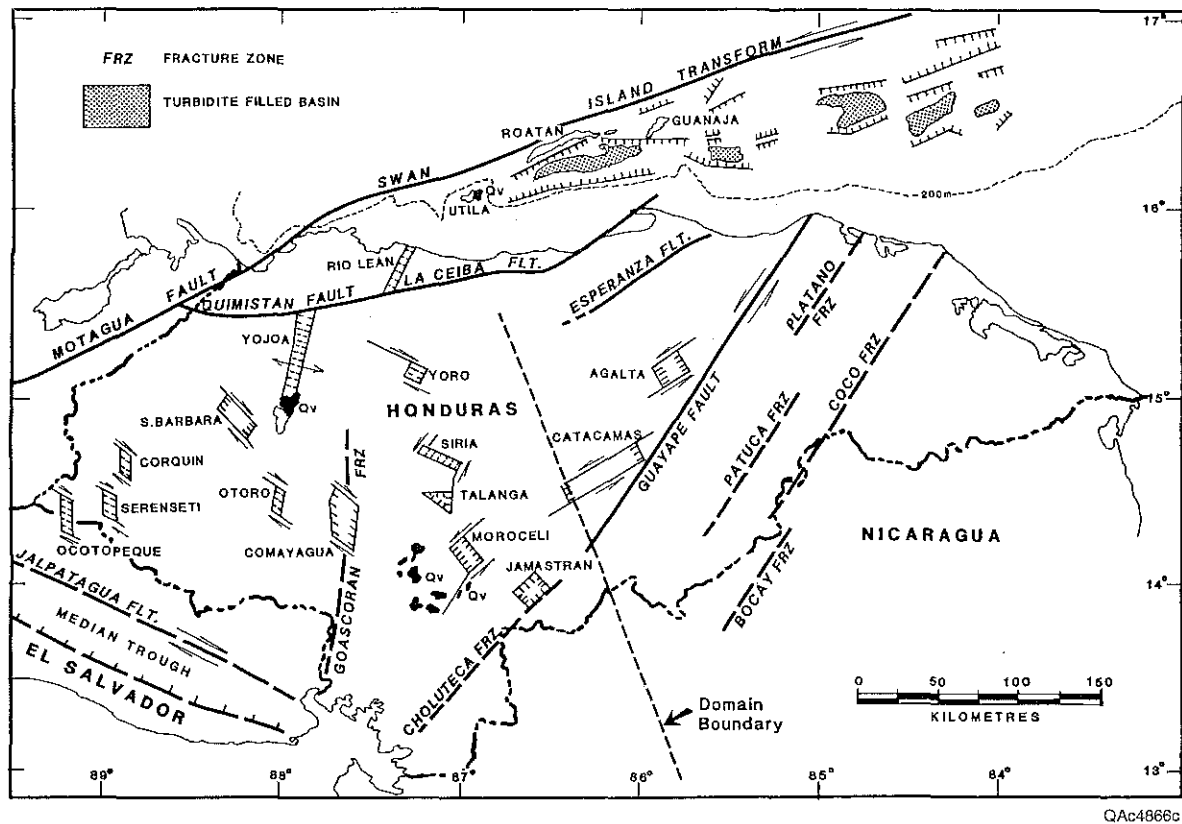 17°
FRZ FRACTURE ZONE
TURBIDITE FILLED BASIN
SWAN ISLAND TRANSFORM
ROATAN
GUANAJA
Qv
UTILA
200m
16°
RIO LEAN
LA CEIBA FLT.
ESPERANZA FLT.
MOTAGUA FAULT
QUIMISTAN FAULT
PLATANO FRZ
YOJOA
YORO
AGALTA
COCO FRZ
Qv
HONDURAS
15°
S.BARBARA
GUAYAPE FAULT
PATUCA FRZ
SIRIA
CATACAMAS
CORQUIN
FRZ
OTORO
TALANGA
SERENSETI
MOROCELI
NICARAGUA
OCOTOPEQUE
COMAYAGUA
JAMASTRAN
Qv
Qv
14°
JALPATAGUA FLT.
GOASCORAN
BOCAY FRZ
MEDIAN TROUGH
EL SALVADOR
CHOLUTECA FRZ
0 50 100 150
KILOMETRES
Domain
Boundary
13°
88° 87° 86° 85° 84°
QAc4866c